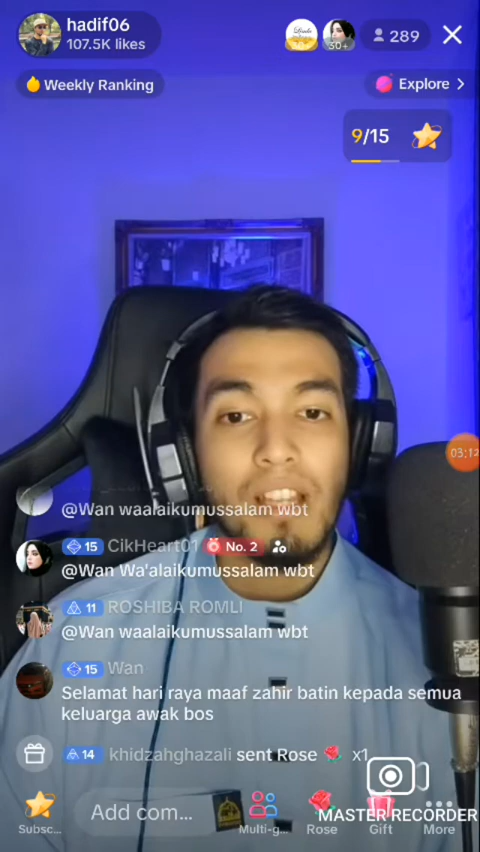 hadif06
107.5K likes
30+
289
Weekly Ranking
Explore
9/15
03:12
@Wan waalaikumussalam wbt
15 CikHeart01 No. 2
@Wan Wa'alaikumussalam wbt
11 ROSHIBA ROMLI
@Wan waalaikumussalam wbt
15 Wan
Selamat hari raya maaf zahir batin kepada semua
keluarga awak bos
14 khidzahghazali sent Rose x1
Add com...
Subsc... Multi-g... Rose Gift More
MASTER RECORDER